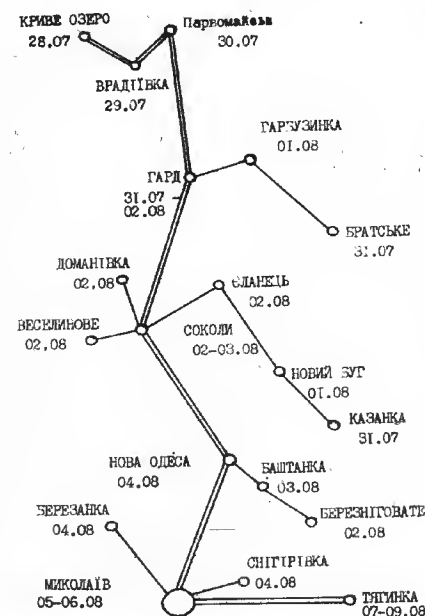 КРИВЕ ОЗЕРО
28.07
Парвомайськ
30.07
ВРАДІЇВКА
29.07
ГАРБУЗИНКА
01.08
ГАРД
31.07
02.08
БРАТСЬКЕ
31.07
ДОМАНІВКА
02.08
ЄЛАНЕЦЬ
02.08
ВЕСЕЛИНОВЕ
02.08
СОКОЛИ
02-03.08
НОВИЙ БУГ
01.08
КАЗАНКА
31.07
НОВА ОДЕСА
04.08
БАШТАНКА
03.08
БЕРЕЗАНКА
04.08
БЕРЕЗНІГОВАТЕ
02.08
СНІГІРІВКА
04.08
МИКОЛАЇВ
05-06.08
ТЯГИНКА
07-09.08